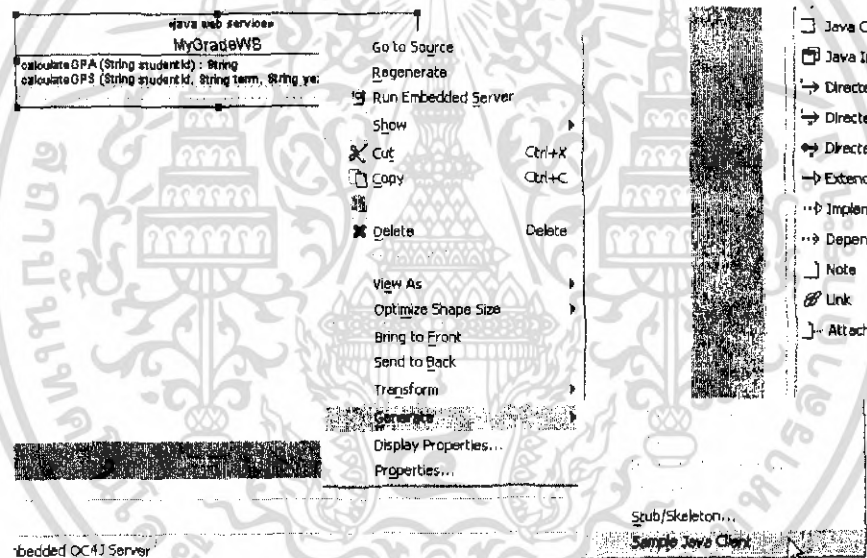 «java web service»
MyGradeWS
calculateGPA (String studentId) : String
calculateGPS (String studentId, String term, String ye
Go to Source
Regenerate
Run Embedded Server
Show
Cut Ctrl+X
Copy Ctrl+C
Delete Delete
View As
Optimize Shape Size
Bring to Front
Send to Back
Transform
Generate
Display Properties...
Properties...
Java C
Java I
Directe
Directe
Directe
Extend
Implem
Depen
Note
Link
Attach
Stub/Skeleton...
Sample Java Client
bedded OC4J Server